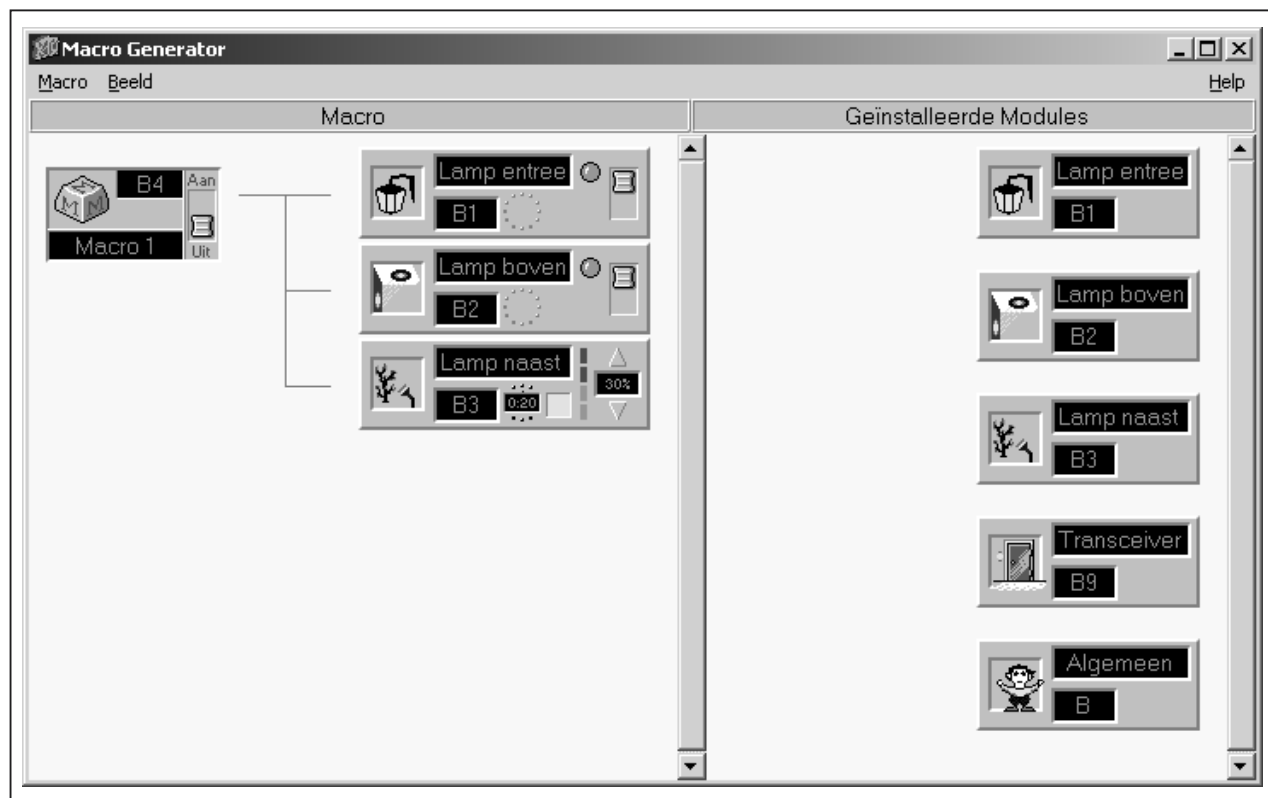 Macro Generator
Macro Beeld Help
Macro
Geïnstalleerde Modules
B4
Aan
Macro 1
Uit
Lamp entree
B1
Lamp boven
B2
Lamp naast
B3
0:20
30%
Lamp entree
B1
Lamp boven
B2
Lamp naast
B3
Transceiver
B9
Algemeen
B